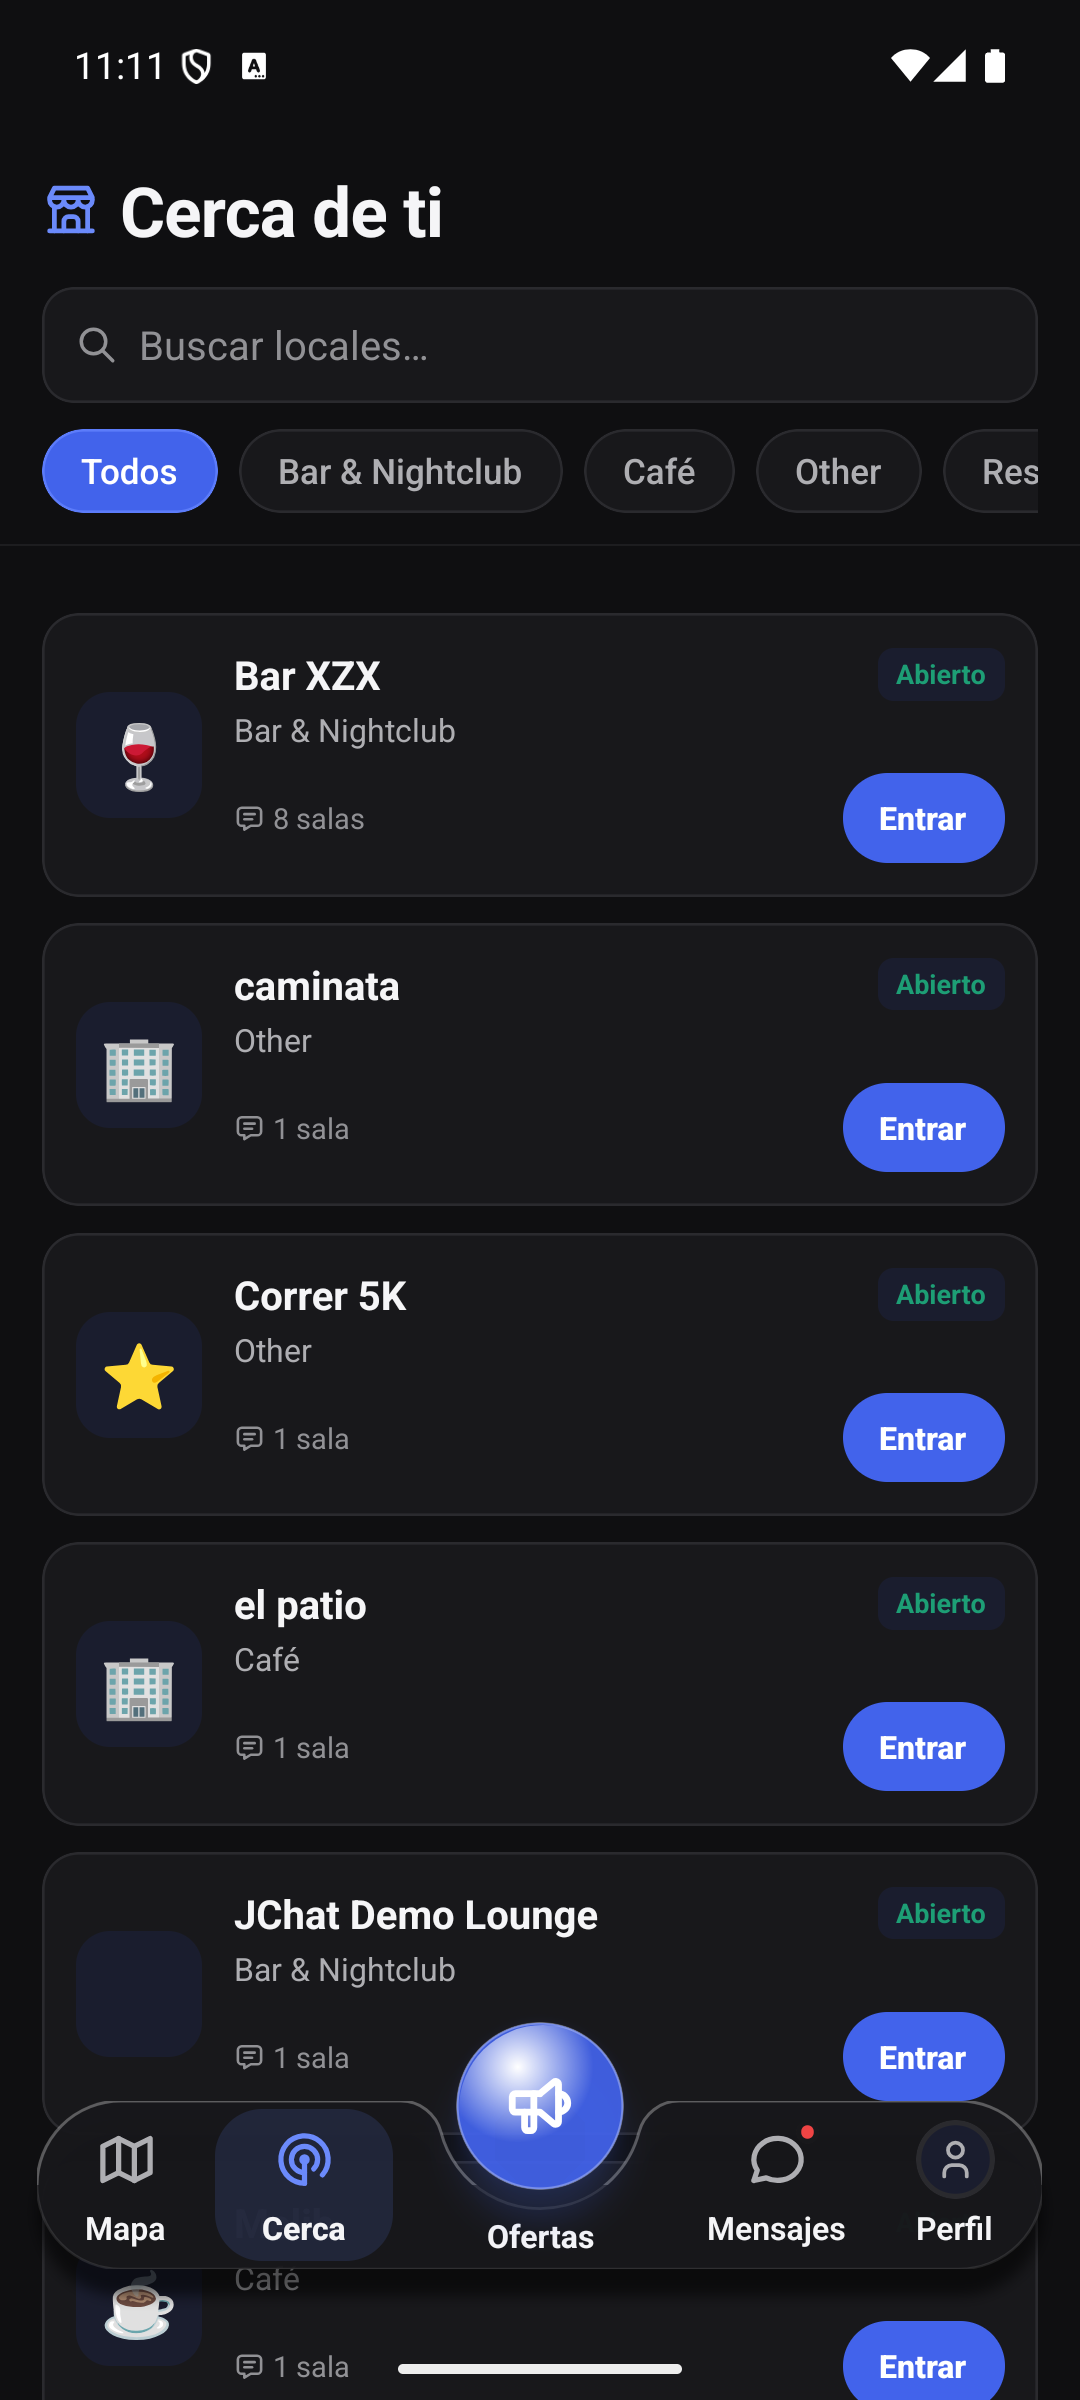 11:11
Cerca de ti
Buscar locales...
Todos
Bar & Nightclub
Café
Other
Res
Bar XZX
Abierto
Bar & Nightclub
8 salas
Entrar
caminata
Abierto
Other
1 sala
Entrar
Correr 5K
Abierto
Other
1 sala
Entrar
el patio
Abierto
Café
1 sala
Entrar
JChat Demo Lounge
Abierto
Bar & Nightclub
1 sala
Entrar
Mapa
Cerca
Ofertas
Mensajes
Perfil
Café
1 sala
Entrar